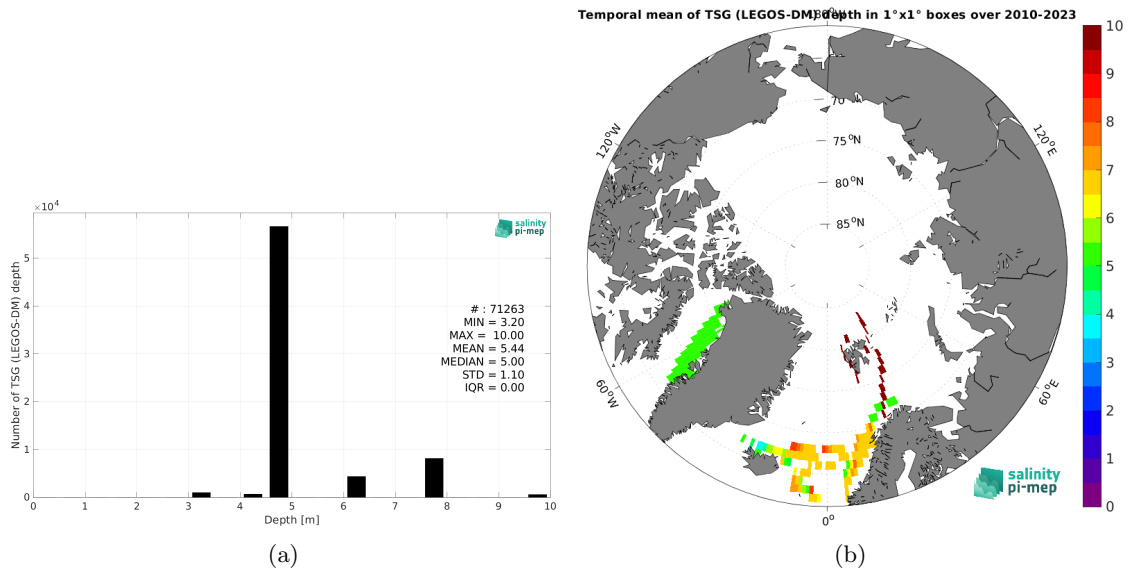 Temporal mean of TSG (LEGOS-DM) depth in 1°x1° boxes over 2010-2023
×10⁴
salinity
pi-mep
Number of TSG (LEGOS-DM) depth
5
4
3
2
1
0
# : 71263
MIN = 3.20
MAX = 10.00
MEAN = 5.44
MEDIAN = 5.00
STD = 1.10
IQR = 0.00
0 1 2 3 4 5 6 7 8 9 10
Depth [m]
(a)
180°W
120°W
120°E
60°W
60°E
0°
70
75°N
80°N
85°N
10
9
8
7
6
5
4
3
2
1
0
salinity
pi-mep
(b)